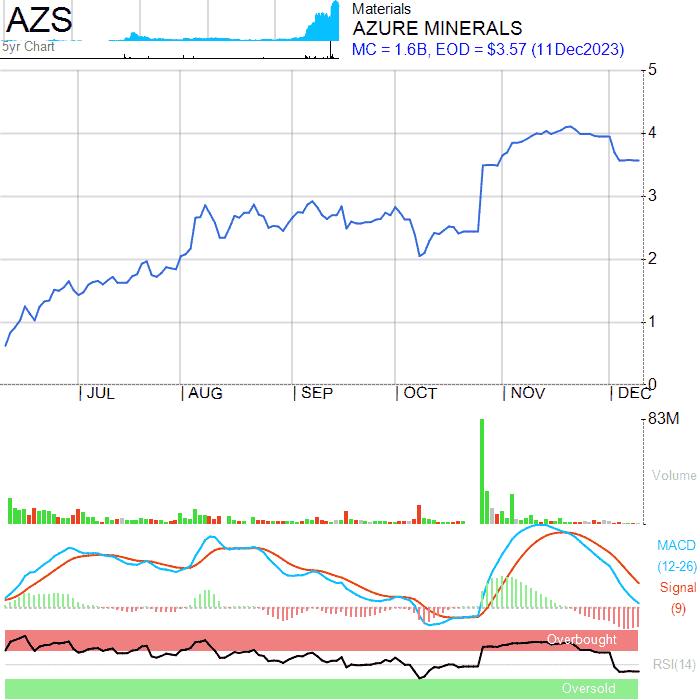 AZS
5yr Chart
Materials
AZURE MINERALS
MC = 1.6B, EOD = $3.57 (11Dec2023)
5
4
3
2
1
0
| JUL | AUG | SEP | OCT | NOV | DEC
83M
Volume
MACD
(12-26)
Signal
(9)
Overbought
RSI(14)
Oversold